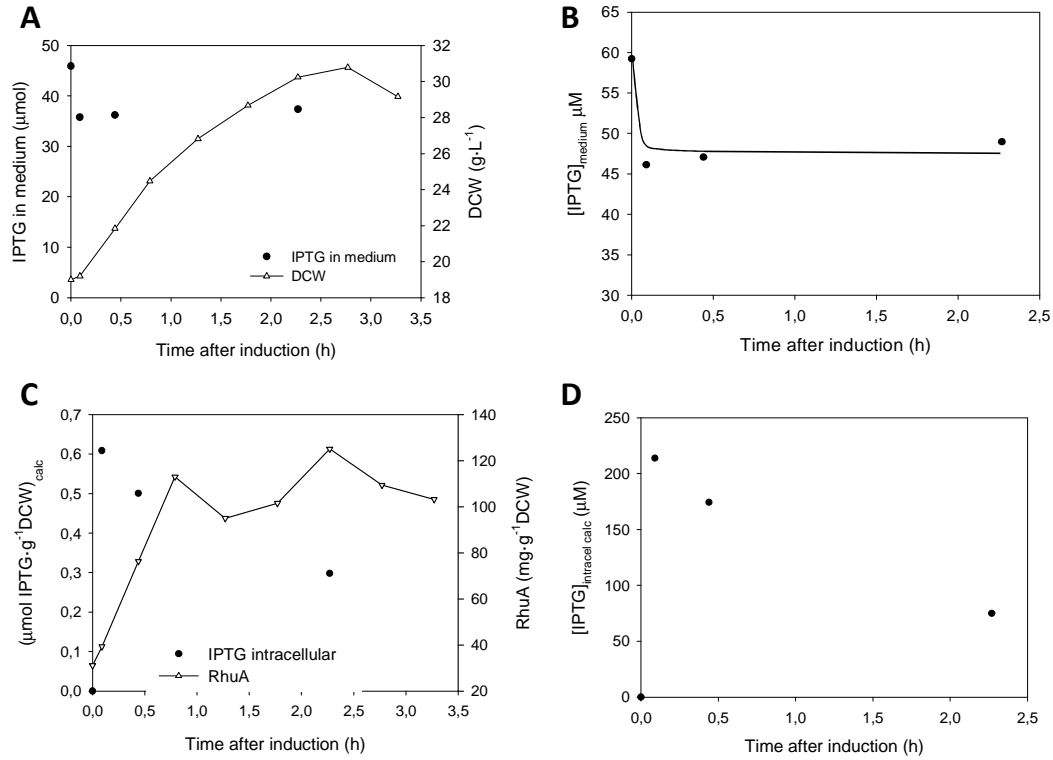 A
IPTG in medium (μmol)
50
40
30
20
10
0
32
30
28
26
24
22
20
18
DCW (g·L⁻¹)
IPTG in medium
DCW
0,0 0,5 1,0 1,5 2,0 2,5 3,0 3,5
Time after induction (h)
B
[IPTG]medium μM
65
60
55
50
45
40
35
30
0,0 0,5 1,0 1,5 2,0 2,5
Time after induction (h)
C
(μmol IPTG·g⁻¹DCW)calc
0,7
0,6
0,5
0,4
0,3
0,2
0,1
0,0
140
120
100
80
60
40
20
RhuA (mg·g⁻¹DCW)
IPTG intracellular
RhuA
0,0 0,5 1,0 1,5 2,0 2,5 3,0 3,5
Time after induction (h)
D
[IPTG]intracel calc (μM)
250
200
150
100
50
0
0,0 0,5 1,0 1,5 2,0 2,5
Time after induction (h)